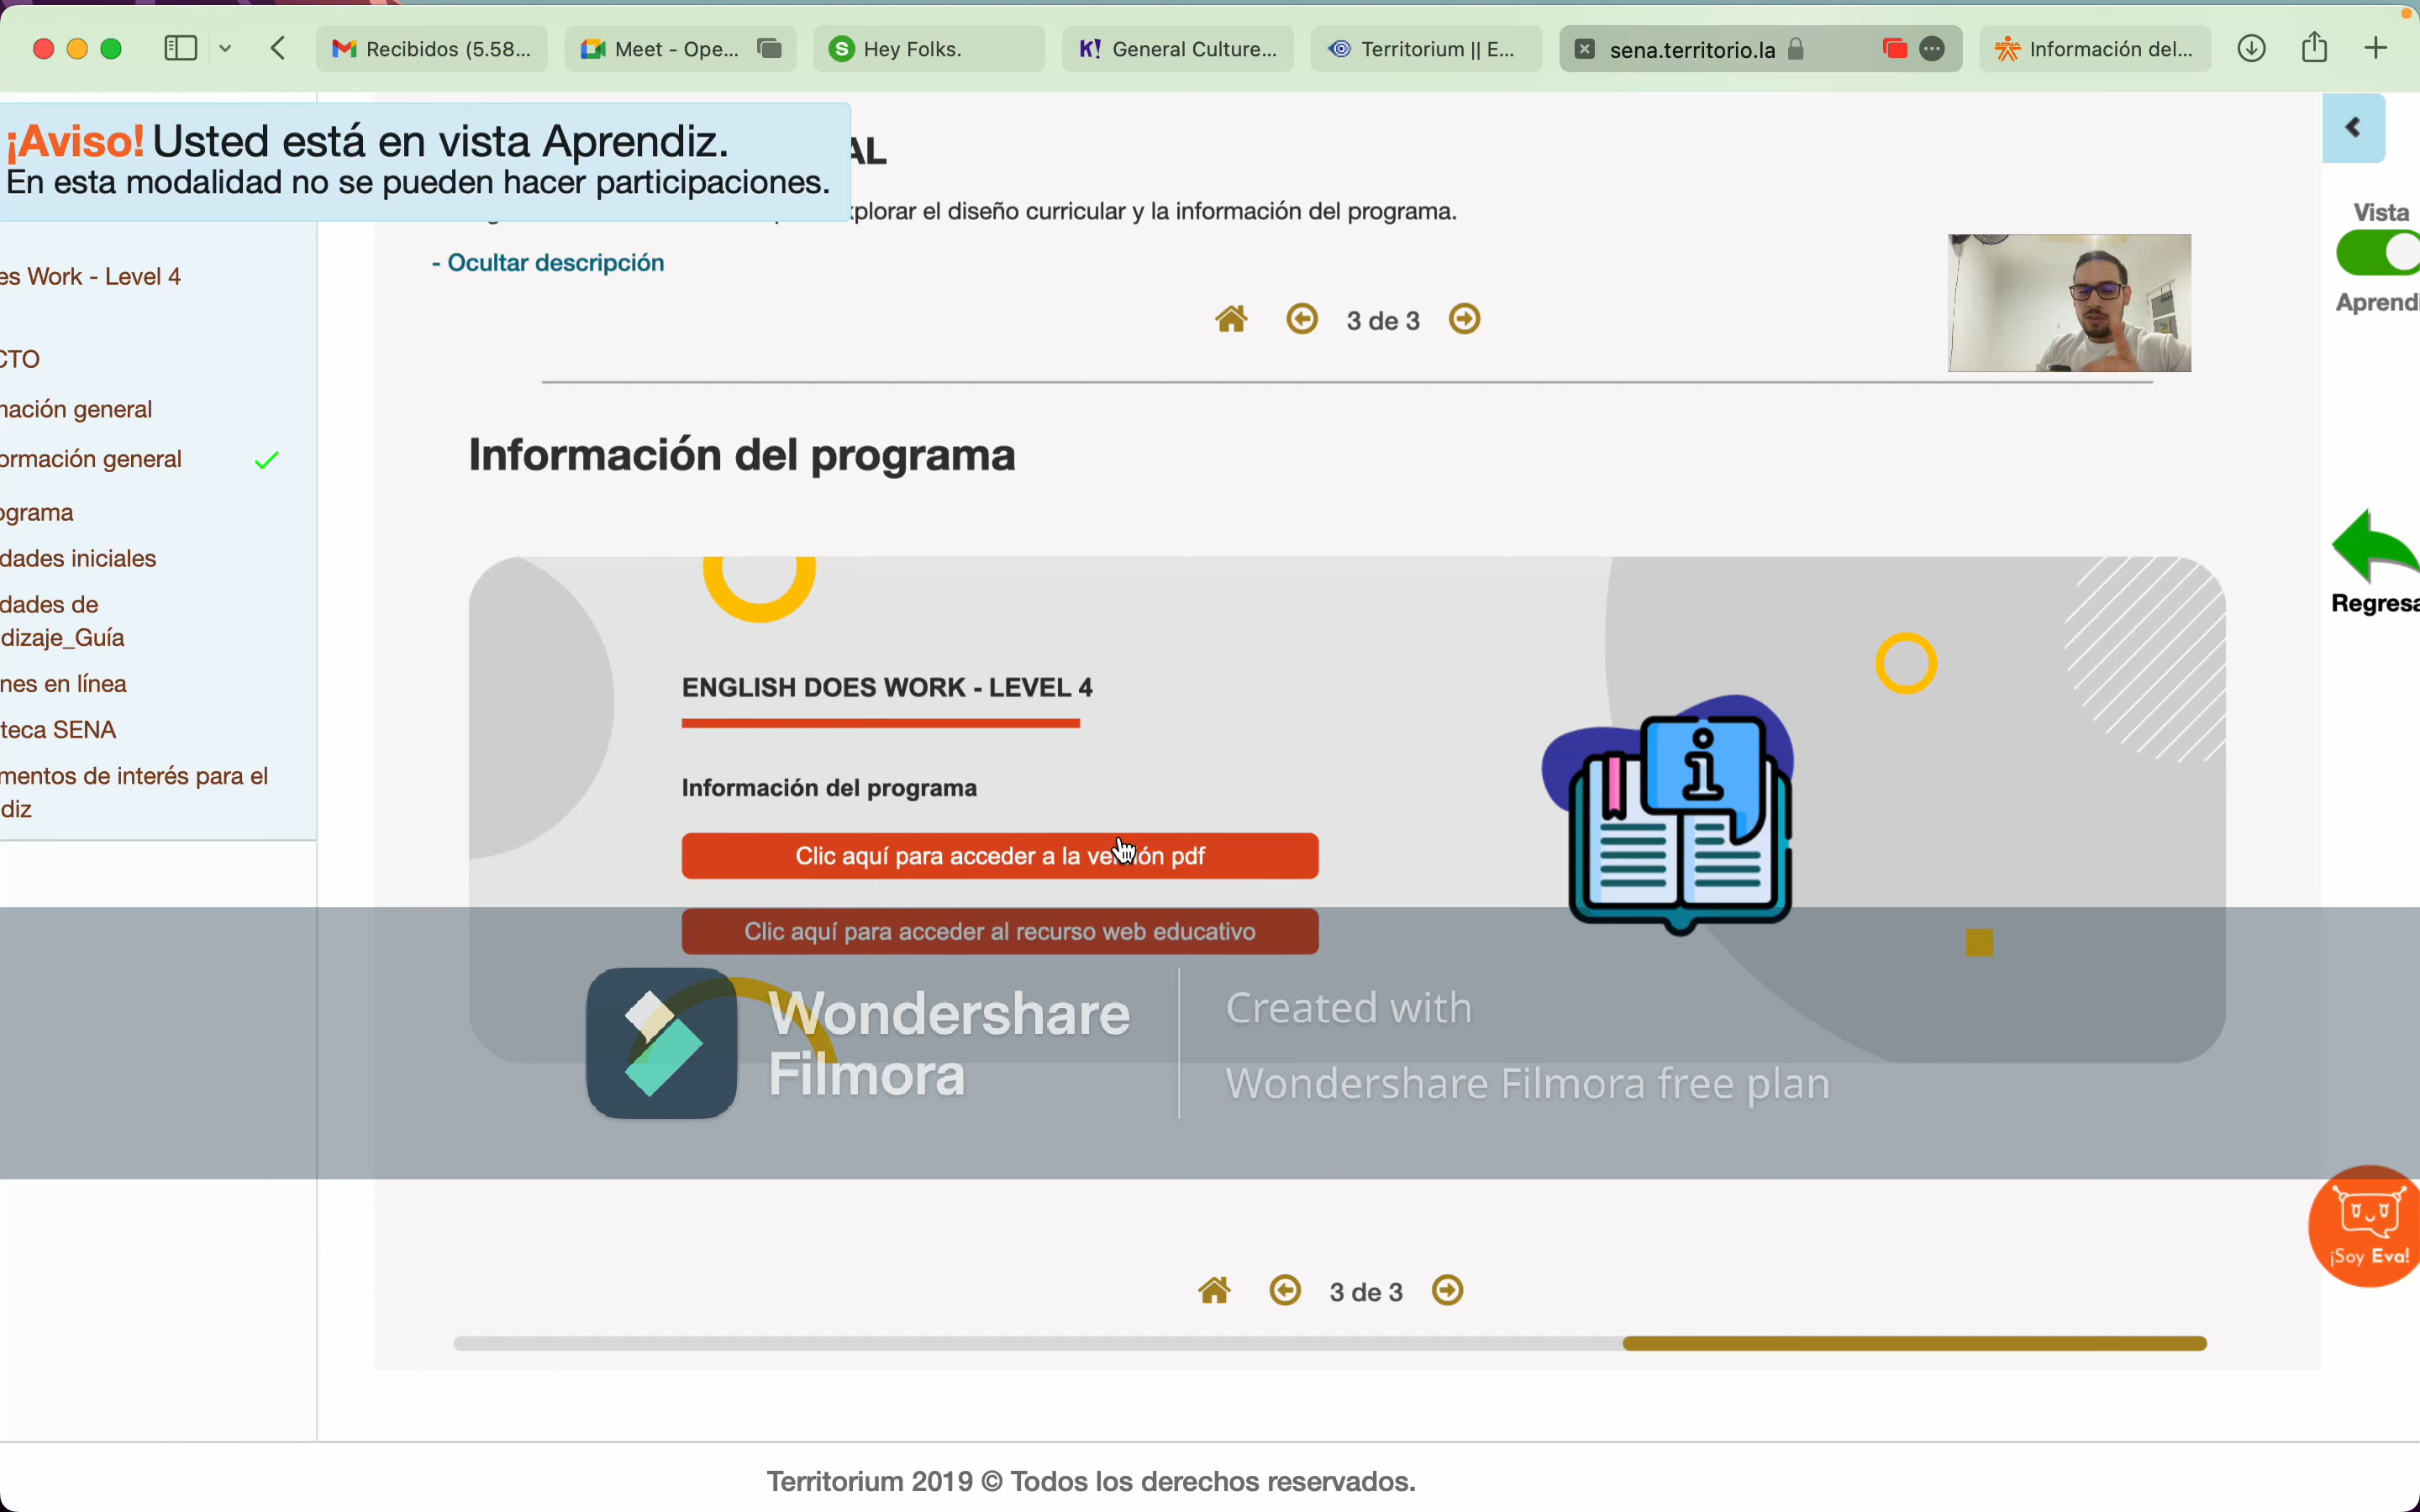 Recibidos (5.58...
Meet - Ope...
Hey Folks.
K! General Culture...
Territorium || E...
sena.territorio.la
Información del...
¡Aviso! Usted está en vista Aprendiz.
En esta modalidad no se pueden hacer participaciones.
AL
xplorar el diseño curricular y la información del programa.
- Ocultar descripción
Vista
Aprendi
3 de 3
es Work - Level 4
CTO
nación general
ormación general
ograma
dades iniciales
dades de
dizaje_Guía
nes en línea
teca SENA
mentos de interés para el
diz
Regresa
Información del programa
ENGLISH DOES WORK - LEVEL 4
Información del programa
Clic aquí para acceder a la versión pdf
Clic aquí para acceder al recurso web educativo
i
Wondershare
Filmora
Created with
Wondershare Filmora free plan
¡Soy Eva!
3 de 3
Territorium 2019 © Todos los derechos reservados.